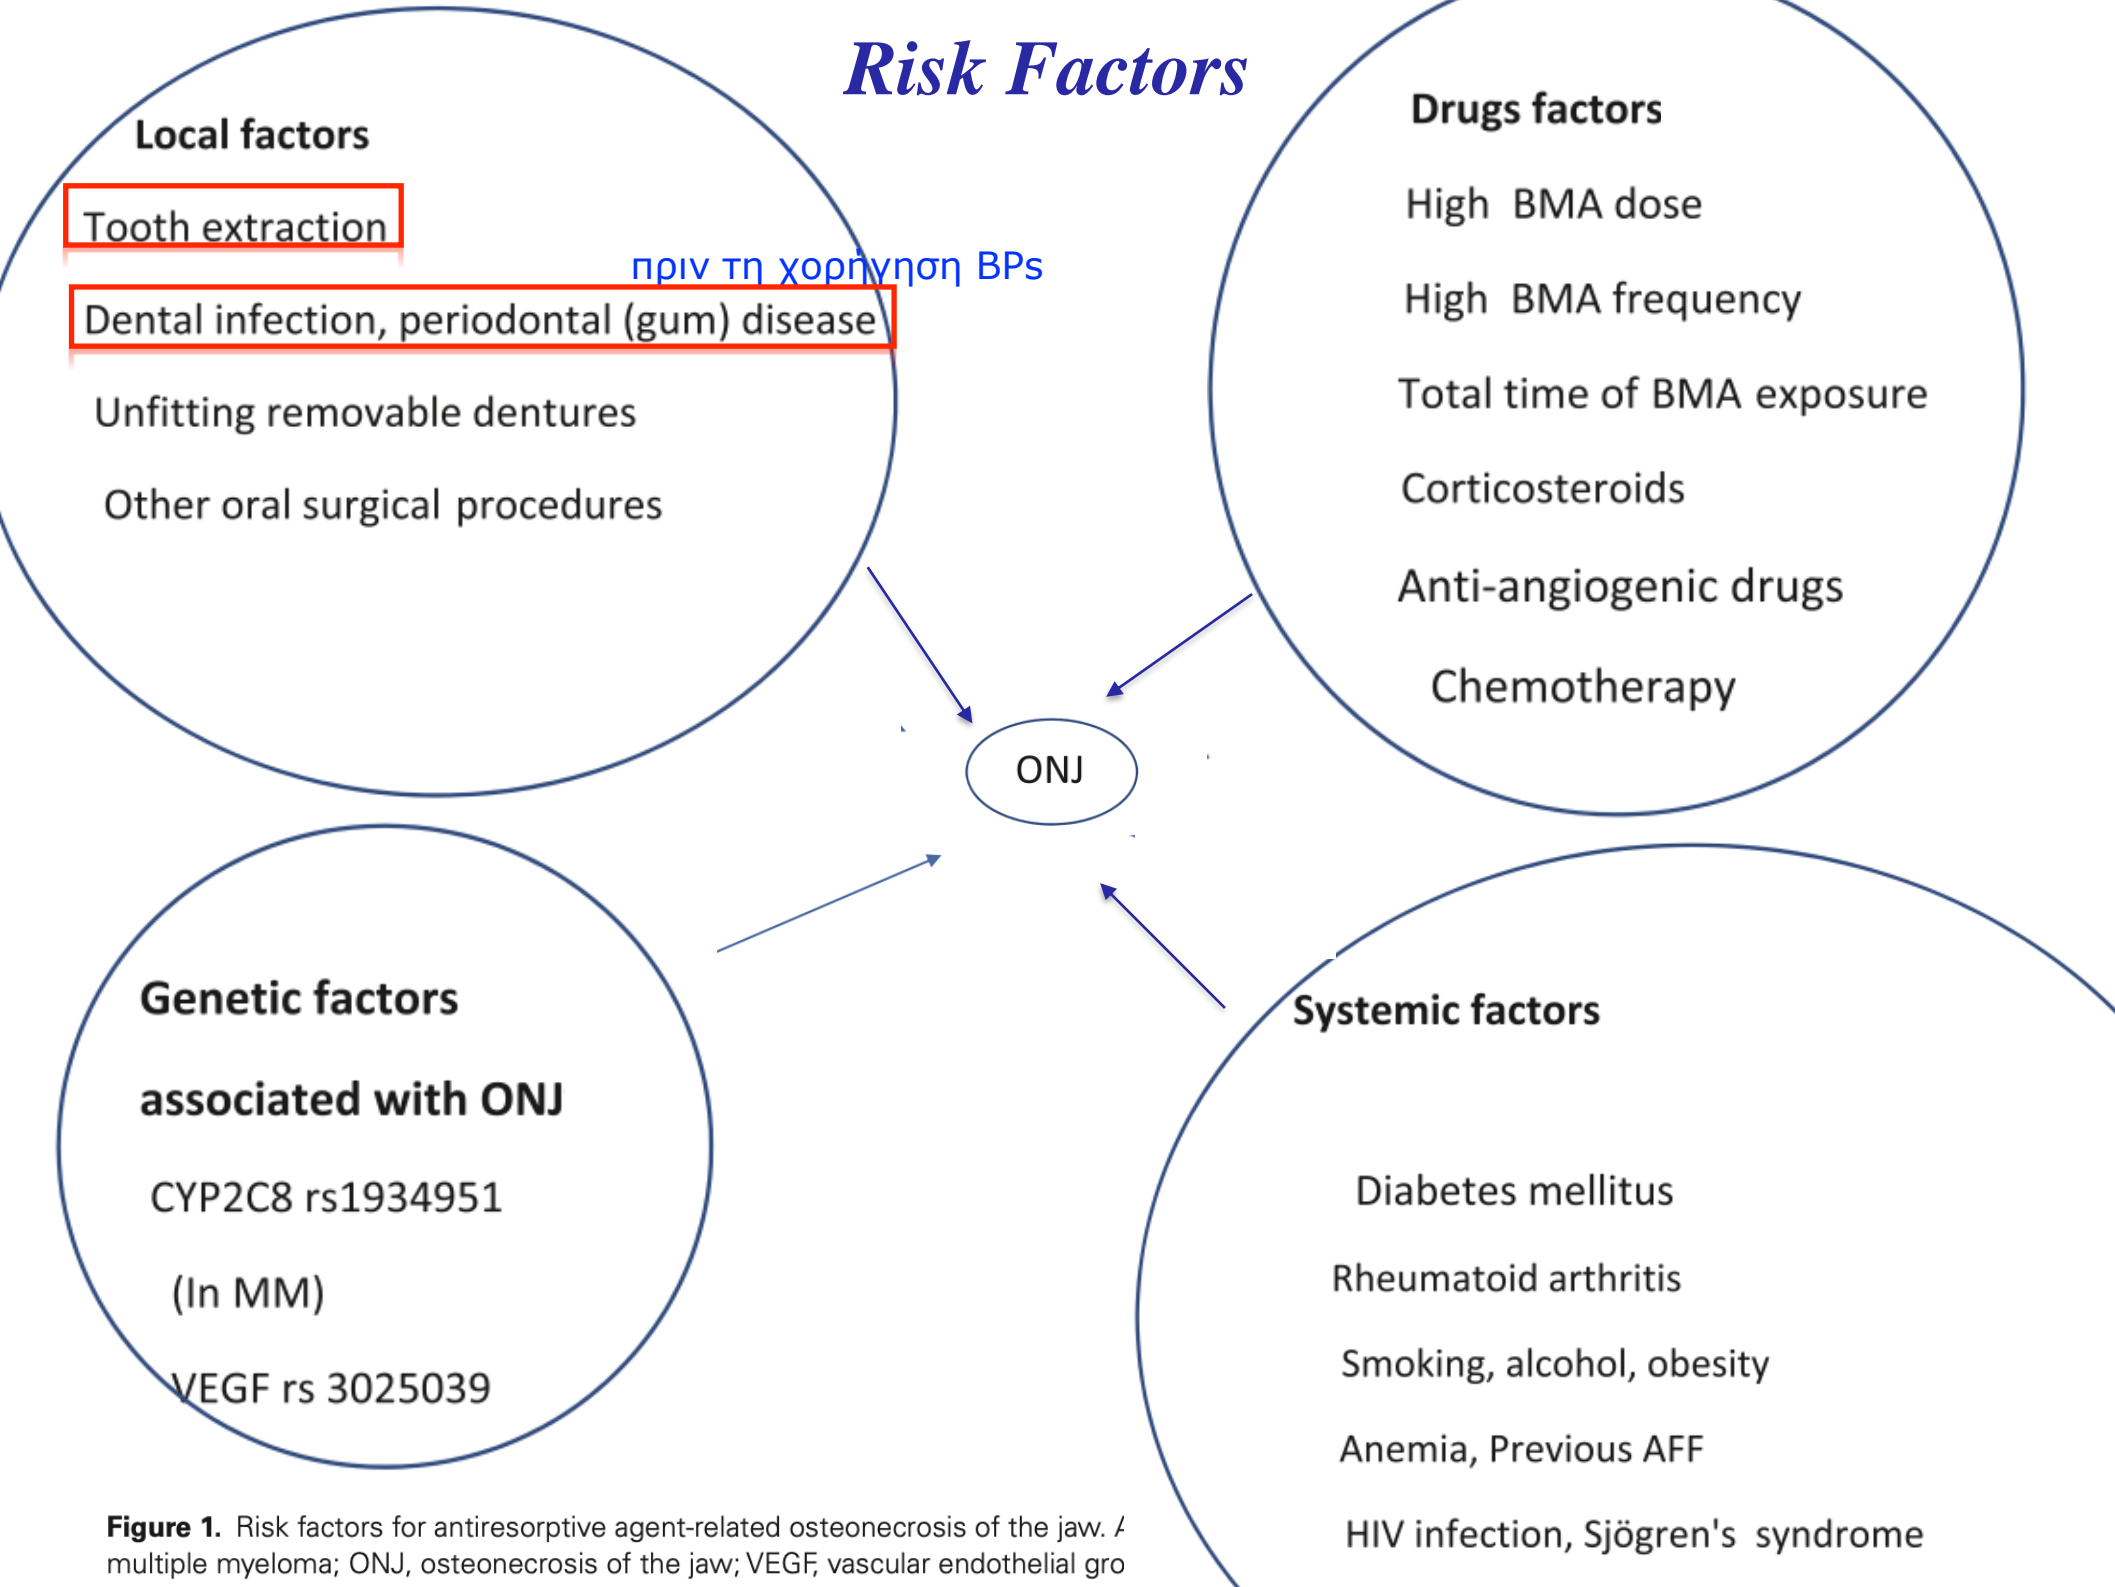 Risk Factors
Local factors
Tooth extraction
πριν τη χορήγηση BPs
Dental infection, periodontal (gum) disease
Unfitting removable dentures
Other oral surgical procedures
Drugs factors
High BMA dose
High BMA frequency
Total time of BMA exposure
Corticosteroids
Anti-angiogenic drugs
Chemotherapy
ONJ
Genetic factors
associated with ONJ
CYP2C8 rs1934951
(In MM)
VEGF rs 3025039
Systemic factors
Diabetes mellitus
Rheumatoid arthritis
Smoking, alcohol, obesity
Anemia, Previous AFF
HIV infection, Sjögren's syndrome
Figure 1. Risk factors for antiresorptive agent-related osteonecrosis of the jaw.
multiple myeloma; ONJ, osteonecrosis of the jaw; VEGF, vascular endothelial gro